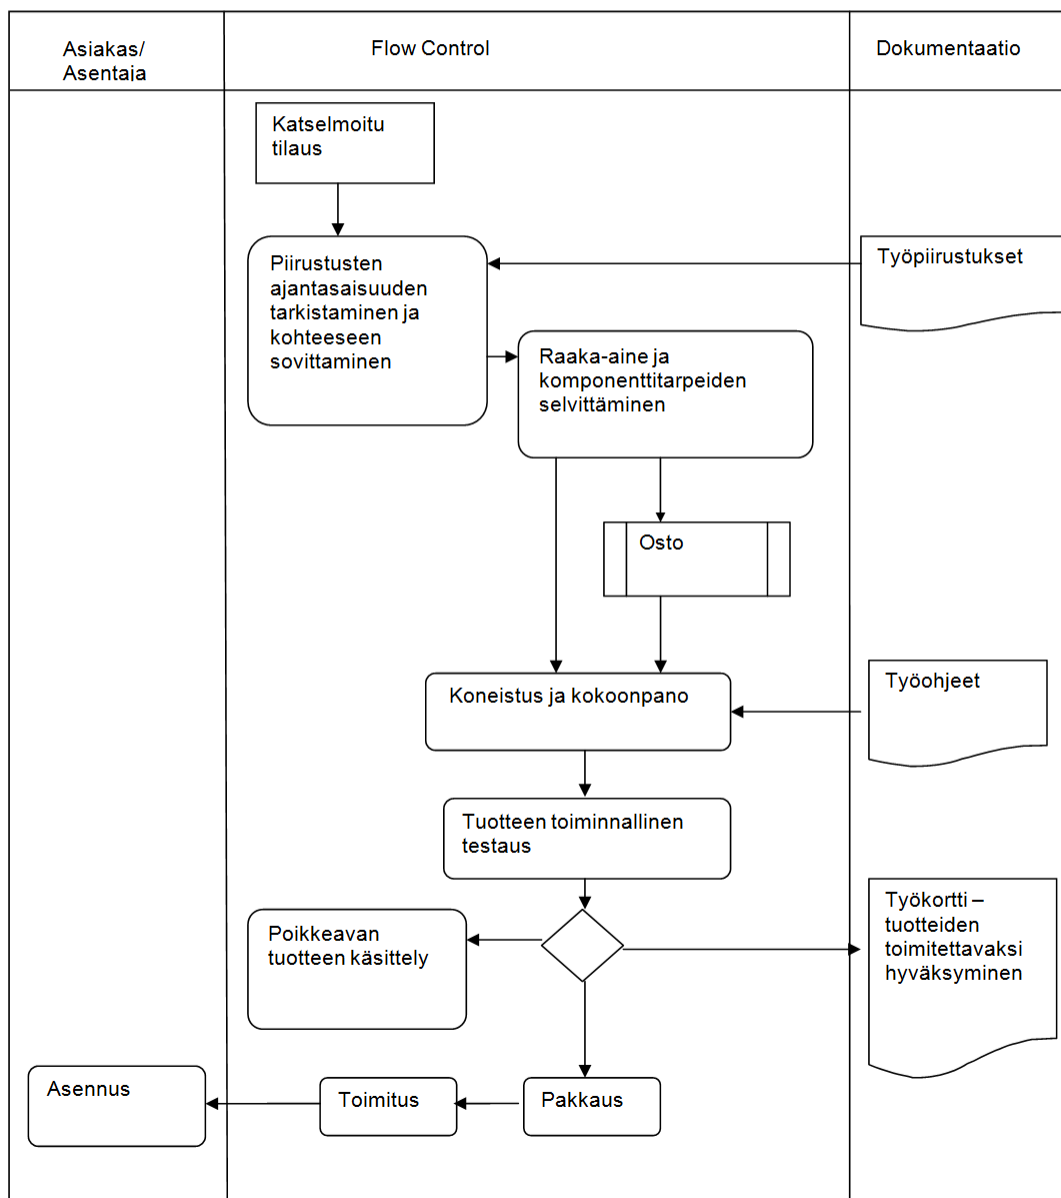 Asiakas/
Asentaja
Flow Control
Dokumentaatio
Katselmoitu
tilaus
Piirustusten
ajantasaisuuden
tarkistaminen ja
kohteeseen
sovittaminen
Työpiirustukset
Raaka-aine ja
komponenttitarpeiden
selvittäminen
Osto
Koneistus ja kokoonpano
Työohjeet
Tuotteen toiminnallinen
testaus
Poikkeavan
tuotteen käsittely
Työkortti –
tuotteiden
toimitettavaksi
hyväksyminen
Asennus
Toimitus
Pakkaus